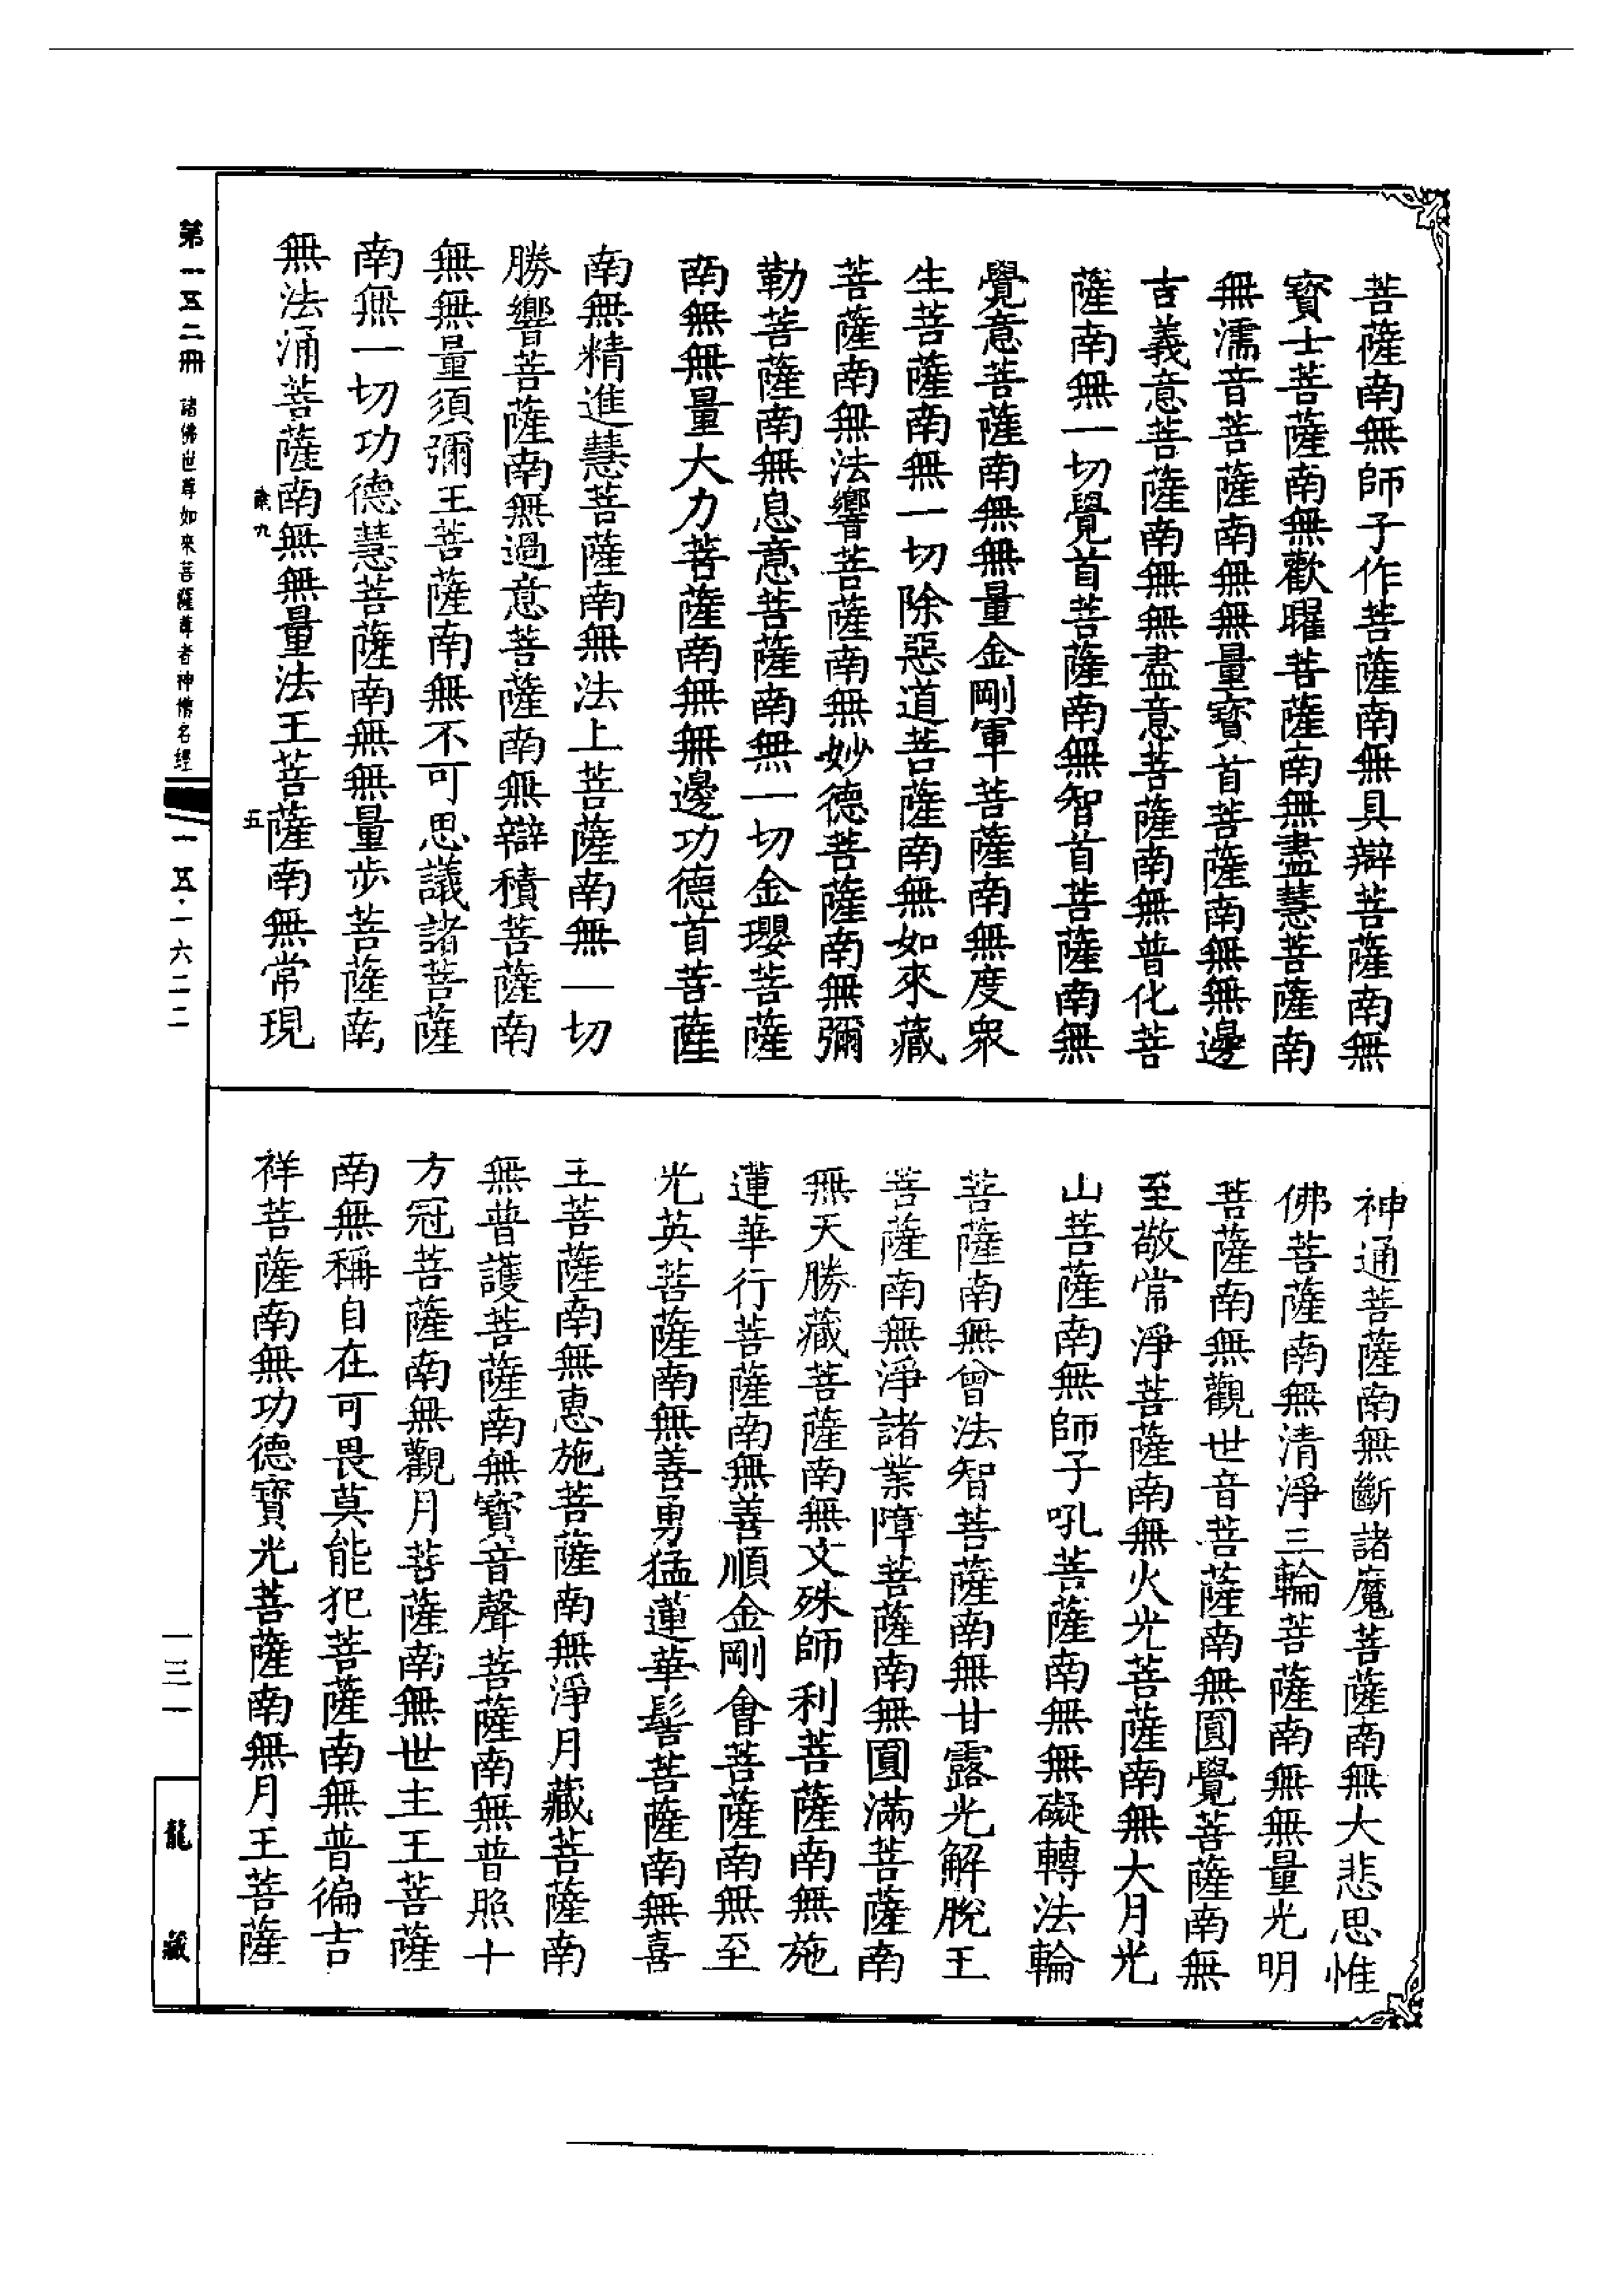 菩薩南無師子作菩薩南無具辯菩薩南無
寶士菩薩南無歡曜菩薩南無盡慧菩薩南
無濡音菩薩南無無量寶首菩薩南無無邊
吉義意菩薩南無無盡意菩薩南無普化菩
薩南無一切覺首菩薩南無智首菩薩南無
覺意菩薩南無無量金剛軍菩薩南無度衆
生菩薩南無一切除惡道菩薩南無如來藏
菩薩南無法響菩薩南無妙德菩薩南無彌
勒菩薩南無息意菩薩南無一切金瓔菩薩
南無無量大力菩薩南無無邊功德首菩薩
南無精進慧菩薩南無法上菩薩南無一切
勝響菩薩南無過意菩薩南無辯積菩薩南
無無量須彌王菩薩南無不可思議諸菩薩
南無一切功德慧菩薩南無無量步菩薩南
無法涌菩薩南無無量法王菩薩南無常現
神通菩薩南無斷諸魔菩薩南無大悲思惟
佛菩薩南無清淨三輪菩薩南無無量光明
菩薩南無觀世音菩薩南無圓覺菩薩南無
至敬常淨菩薩南無火光菩薩南無大月光
山菩薩南無師子吼菩薩南無無礙轉法輪
菩薩南無曾法智菩薩南無甘露光解脫王
菩薩南無淨諸業障菩薩南無圓滿菩薩南
無天勝藏菩薩南無文殊師利菩薩南無施
蓮華行菩薩南無善順金剛會菩薩南無至
光英菩薩南無善勇猛蓮華髻菩薩南無喜
王菩薩南無惠施菩薩南無淨月藏菩薩南
無普護菩薩南無寶音聲菩薩南無普照十
方冠菩薩南無觀月菩薩南無世主王菩薩
南無稱自在可畏莫能犯菩薩南無普徧吉
祥菩薩南無功德寶光菩薩南無月王菩薩
第一五二冊 諸佛世尊如來菩薩尊者神僧名經
一五·一六二二
一三一
龍藏
九
五